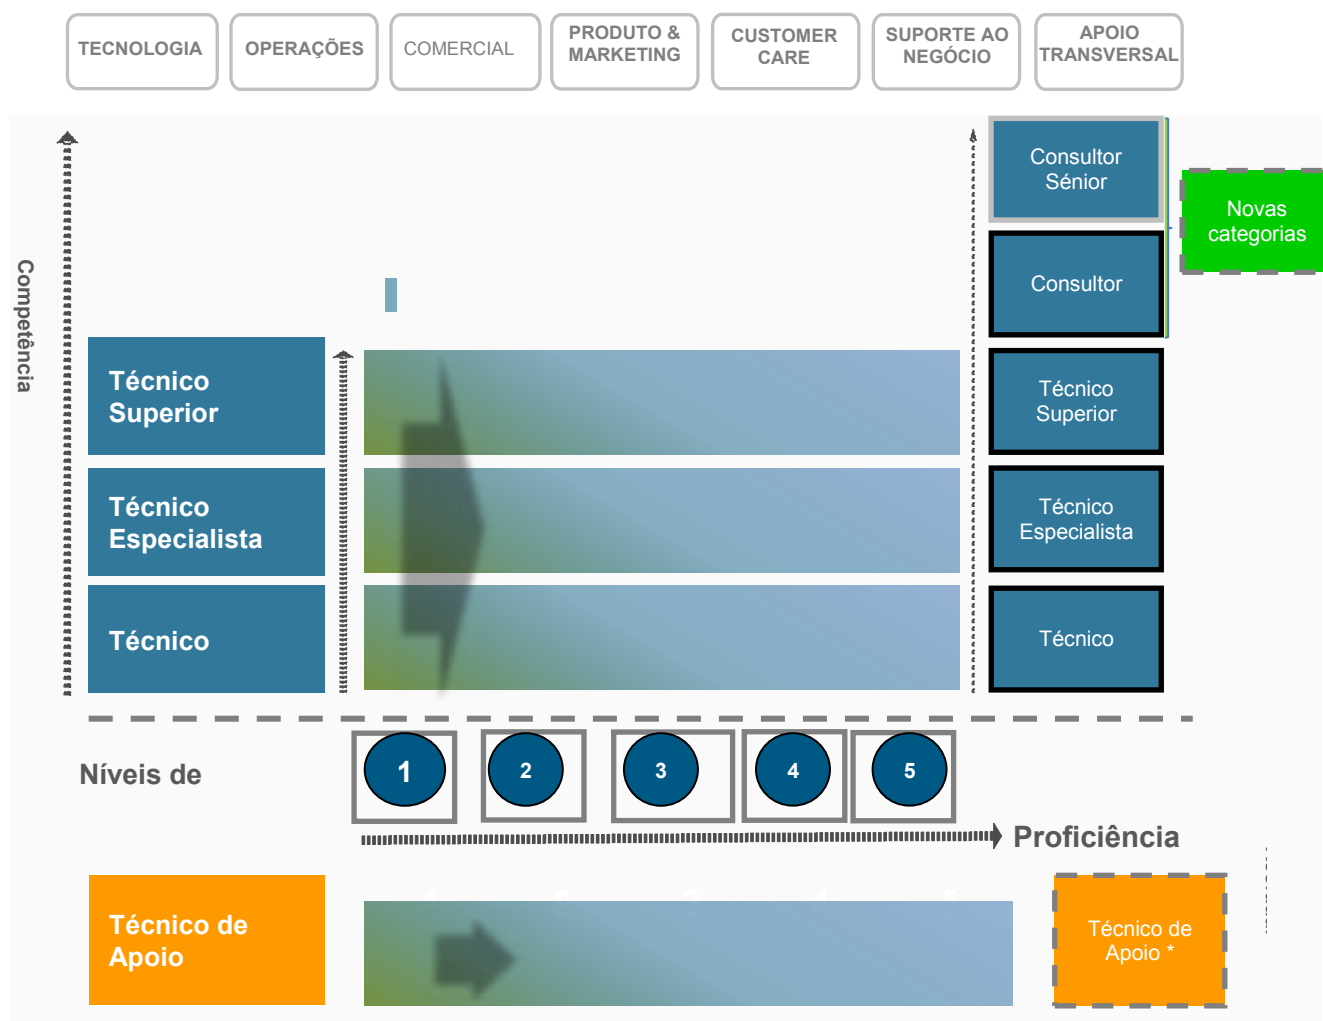 TECNOLOGIA
OPERAÇÕES
COMERCIAL
PRODUTO &
MARKETING
CUSTOMER
CARE
SUPORTE AO
NEGÓCIO
APOIO
TRANSVERSAL
Competência
Consultor
Sénior
Novas
categorias
Consultor
Técnico
Superior
Técnico
Superior
Técnico
Especialista
Técnico
Especialista
Técnico
Técnico
Níveis de
1
2
3
4
5
Proficiência
Técnico de
Apoio
Técnico de
Apoio *